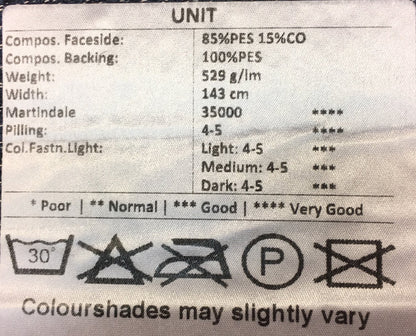 UNIT
Compos. Faceside: 85%PES 15%CO
Compos. Backing: 100%PES
Weight: 529 g/lm
Width: 143 cm
Martindale 35000 ****
Pilling: 4-5 ****
Col.Fastn.Light: Light: 4-5 ***
Medium: 4-5 ***
Dark: 4-5 ***
* Poor | ** Normal | *** Good | **** Very Good
30° P
Colourshades may slightly vary